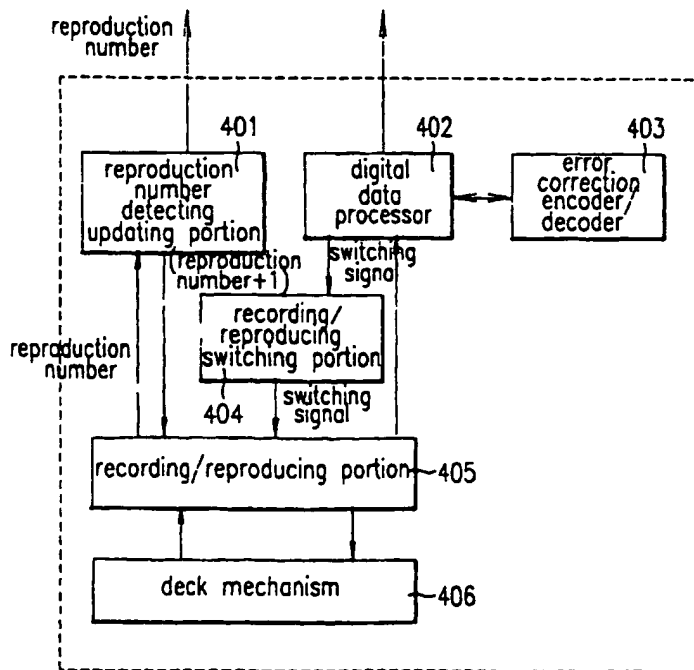 reproduction
number
401
402
403
reproduction
number
detecting
updating portion
digital
data
processor
error
correction
encoder/
decoder
(reproduction
number+1)
switching
signal
recording/
reproducing
switching portion
reproduction
number
404
switching
signal
recording/reproducing portion
405
deck mechanism
406